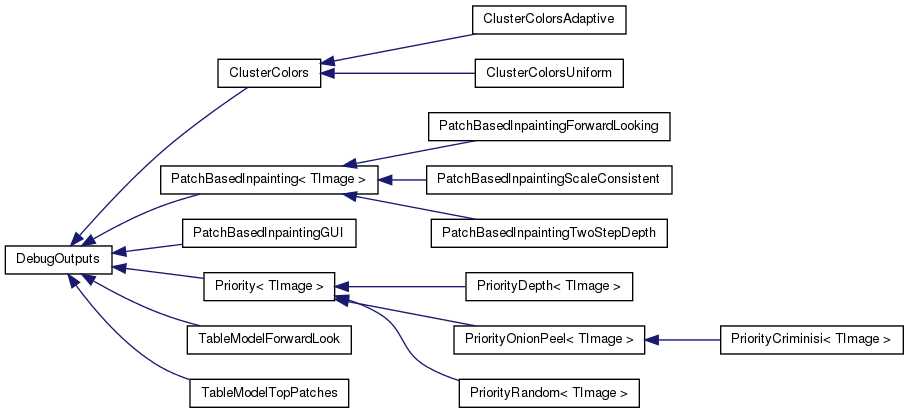 ClusterColorsAdaptive
ClusterColors
ClusterColorsUniform
PatchBasedInpaintingForwardLooking
PatchBasedInpainting< TImage >
PatchBasedInpaintingScaleConsistent
PatchBasedInpaintingGUI
PatchBasedInpaintingTwoStepDepth
DebugOutputs
Priority< TImage >
PriorityDepth< TImage >
TableModelForwardLook
PriorityOnionPeel< TImage >
PriorityCriminisi< TImage >
TableModelTopPatches
PriorityRandom< TImage >